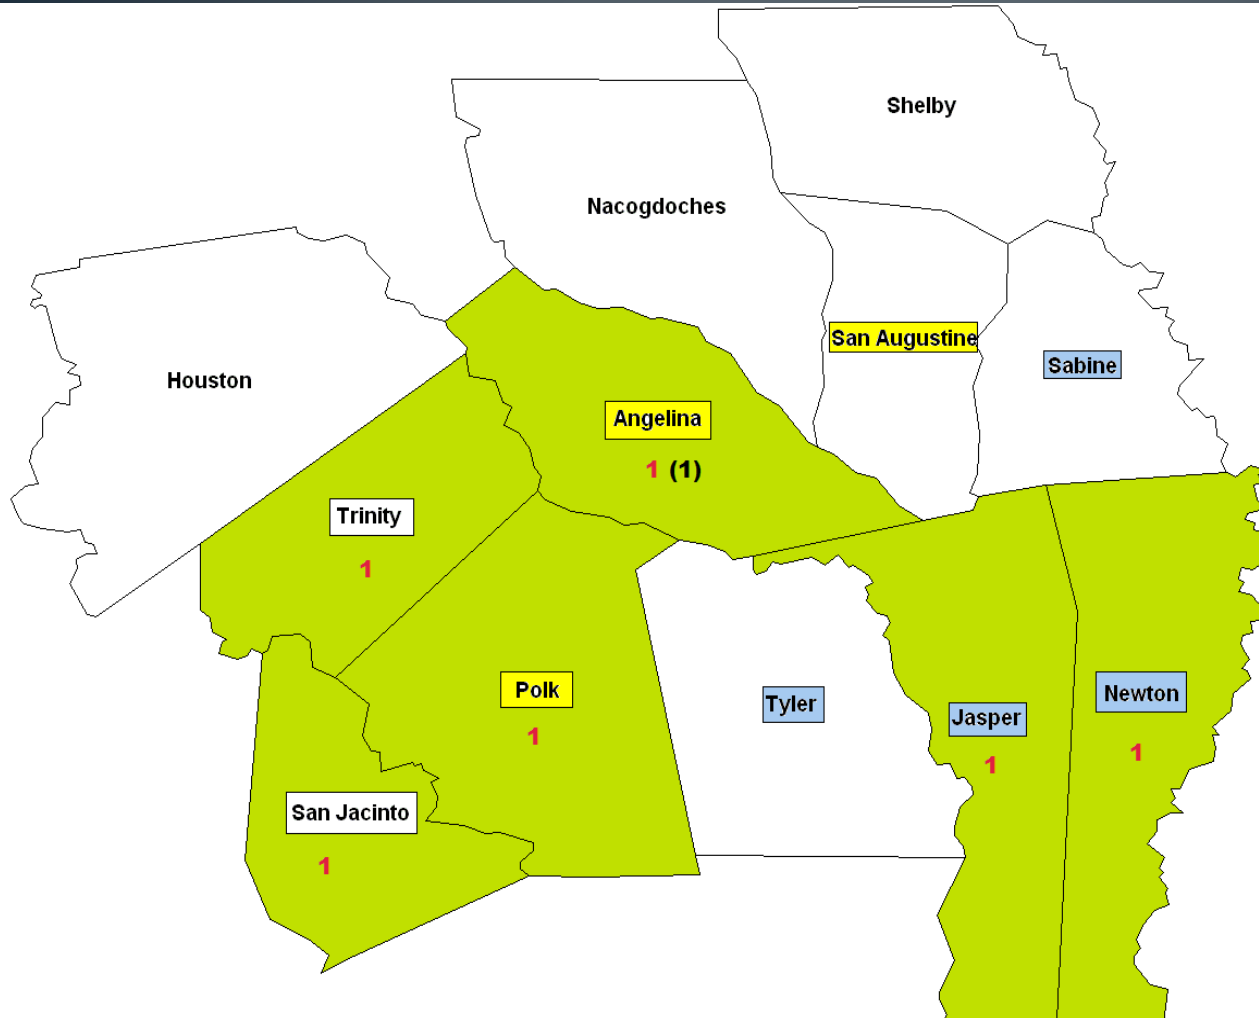 Shelby
Nacogdoches
San Augustine
Sabine
Houston
Angelina
1 (1)
Trinity
1
Polk
1
Tyler
Jasper
1
Newton
1
San Jacinto
1